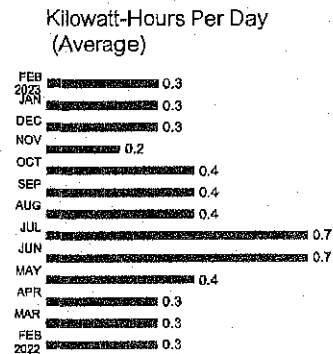 Kilowatt-Hours Per Day
(Average)
FEB
2023 0.3
JAN 0.3
DEC 0.3
NOV 0.2
OCT 0.4
SEP 0.4
AUG 0.4
JUL 0.7
JUN 0.7
MAY 0.4
APR 0.3
MAR 0.3
FEB
2022 0.3